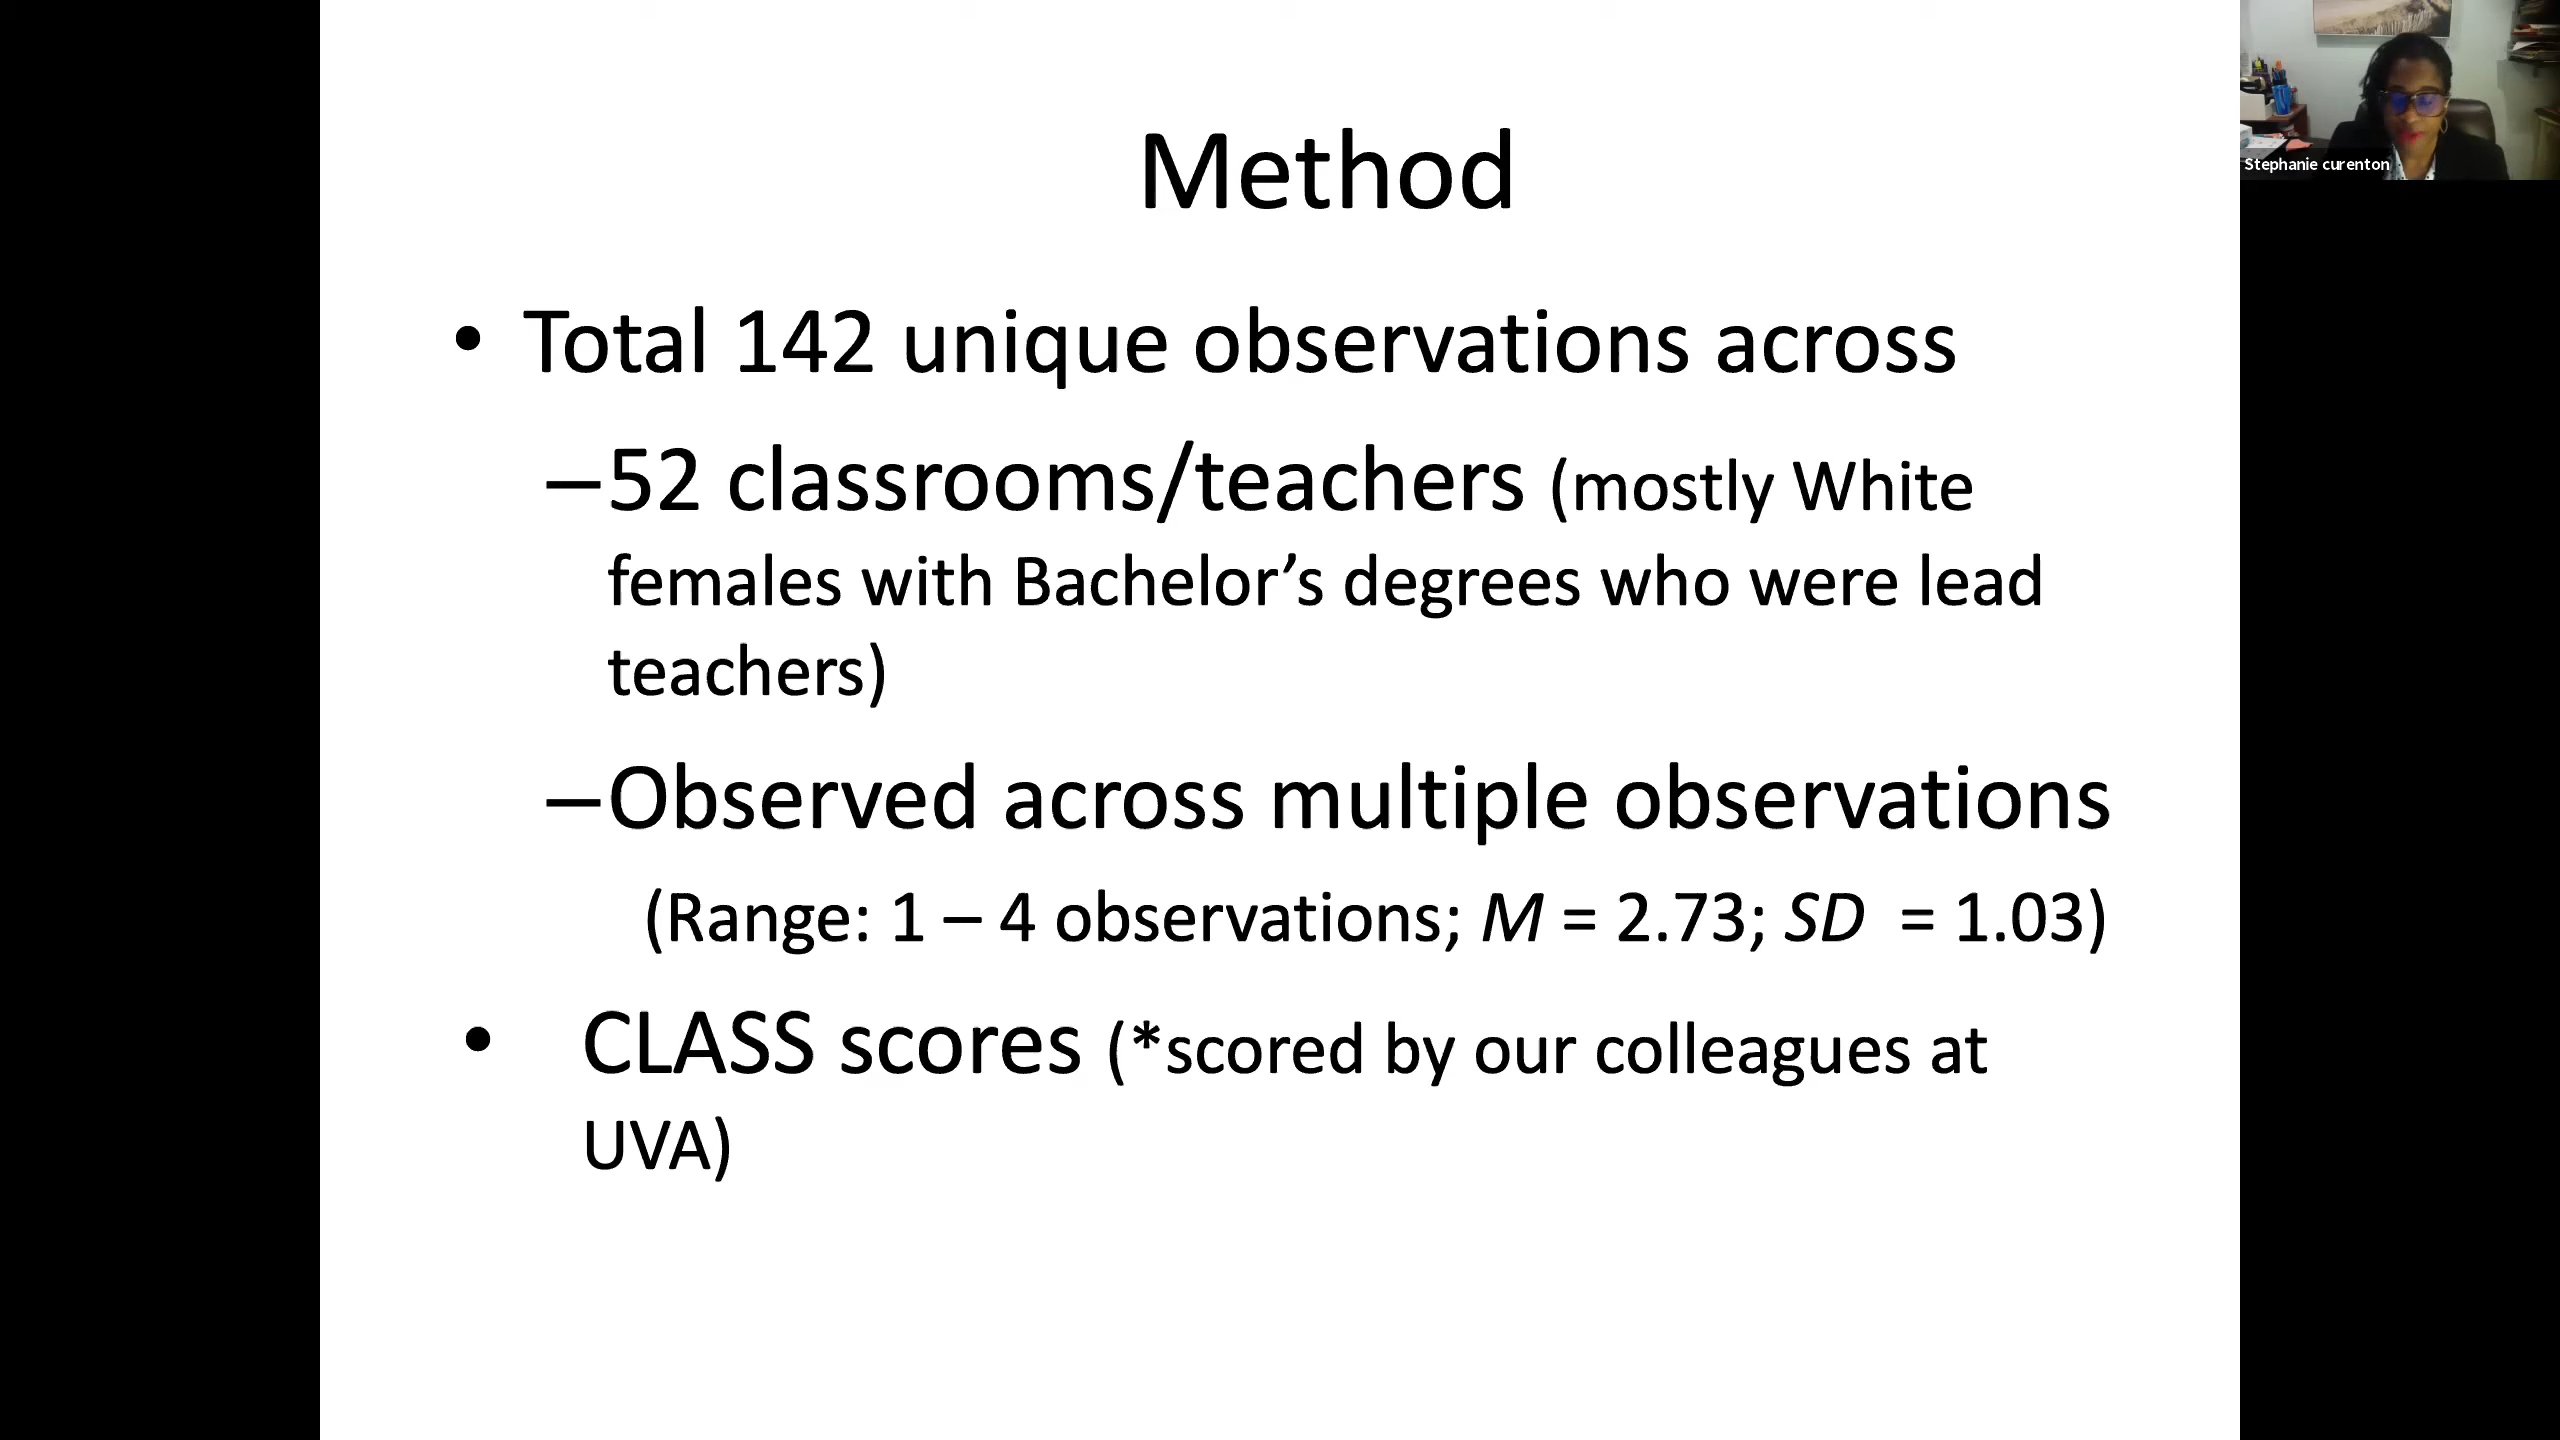 Method
• Total 142 unique observations across
–52 classrooms/teachers (mostly White
females with Bachelor’s degrees who were lead
teachers)
–Observed across multiple observations
(Range: 1 – 4 observations; M = 2.73; SD = 1.03)
• CLASS scores (*scored by our colleagues at
UVA)
Stephanie curenton